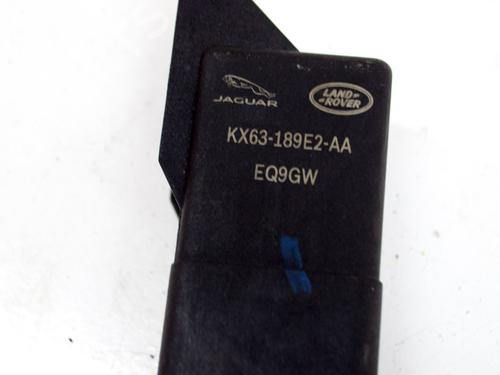 JAGUAR
LAND-
-ROVER
KX63-189E2-AA
EQ9GW